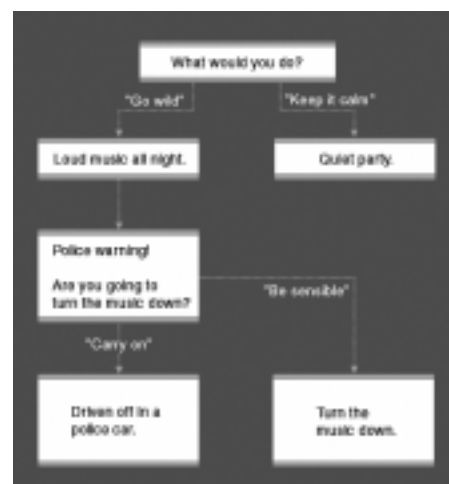 What would you do?
"Go wild"
"Keep it calm"
Loud music all night.
Quiet party.
Police warning!
Are you going to
turn the music down?
"Be sensible"
"Carry on"
Driven off in a
police car.
Turn the
music down.